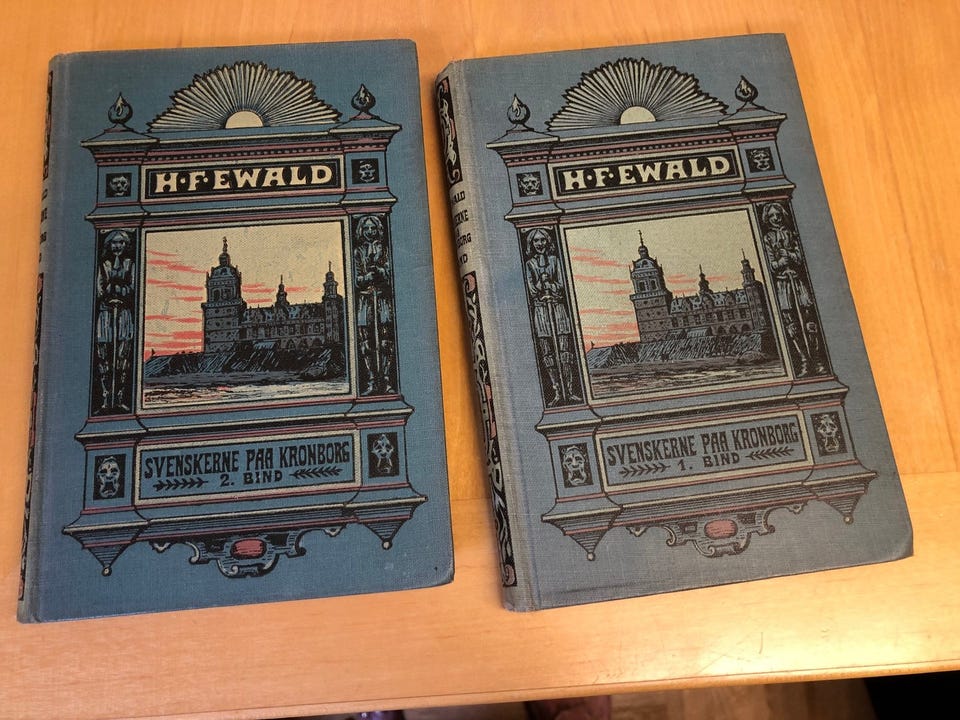 H·F·EWALD
SVENSKERNE PAA KRONBORG
2. BIND
H·F·EWALD
SVENSKERNE PAA KRONBORG
1. BIND